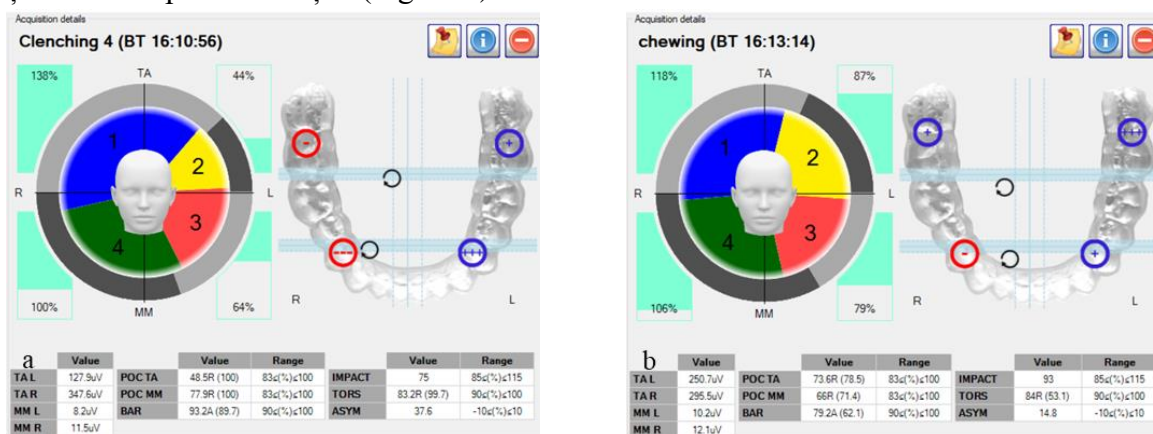 Acquisition details
Clenching 4 (BT 16:10:56)
138%
TA
44%
1
2
R
L
3
4
100%
MM
64%
-
+
---
+++
R
L
a
Value
Value
Range
Value
Range
TA L
127.9uV
POC TA
48.5R (100)
83≤(%)≤100
IMPACT
75
85≤(%)≤115
TA R
347.6uV
POC MM
77.9R (100)
83≤(%)≤100
TORS
83.2R (99.7)
90≤(%)≤100
MM L
8.2uV
BAR
93.2A (89.7)
90≤(%)≤100
ASYM
37.6
-10≤(%)≤10
MM R
11.5uV
Acquisition details
chewing (BT 16:13:14)
118%
TA
87%
1
2
R
L
3
4
106%
MM
79%
+
+++
-
+
R
L
b
Value
Value
Range
Value
Range
TA L
250.7uV
POC TA
73.6R (78.5)
83≤(%)≤100
IMPACT
93
85≤(%)≤115
TA R
295.5uV
POC MM
66R (71.4)
83≤(%)≤100
TORS
84R (53.1)
90≤(%)≤100
MM L
10.2uV
BAR
79.2A (62.1)
90≤(%)≤100
ASYM
14.8
-10≤(%)≤10
MM R
12.1uV